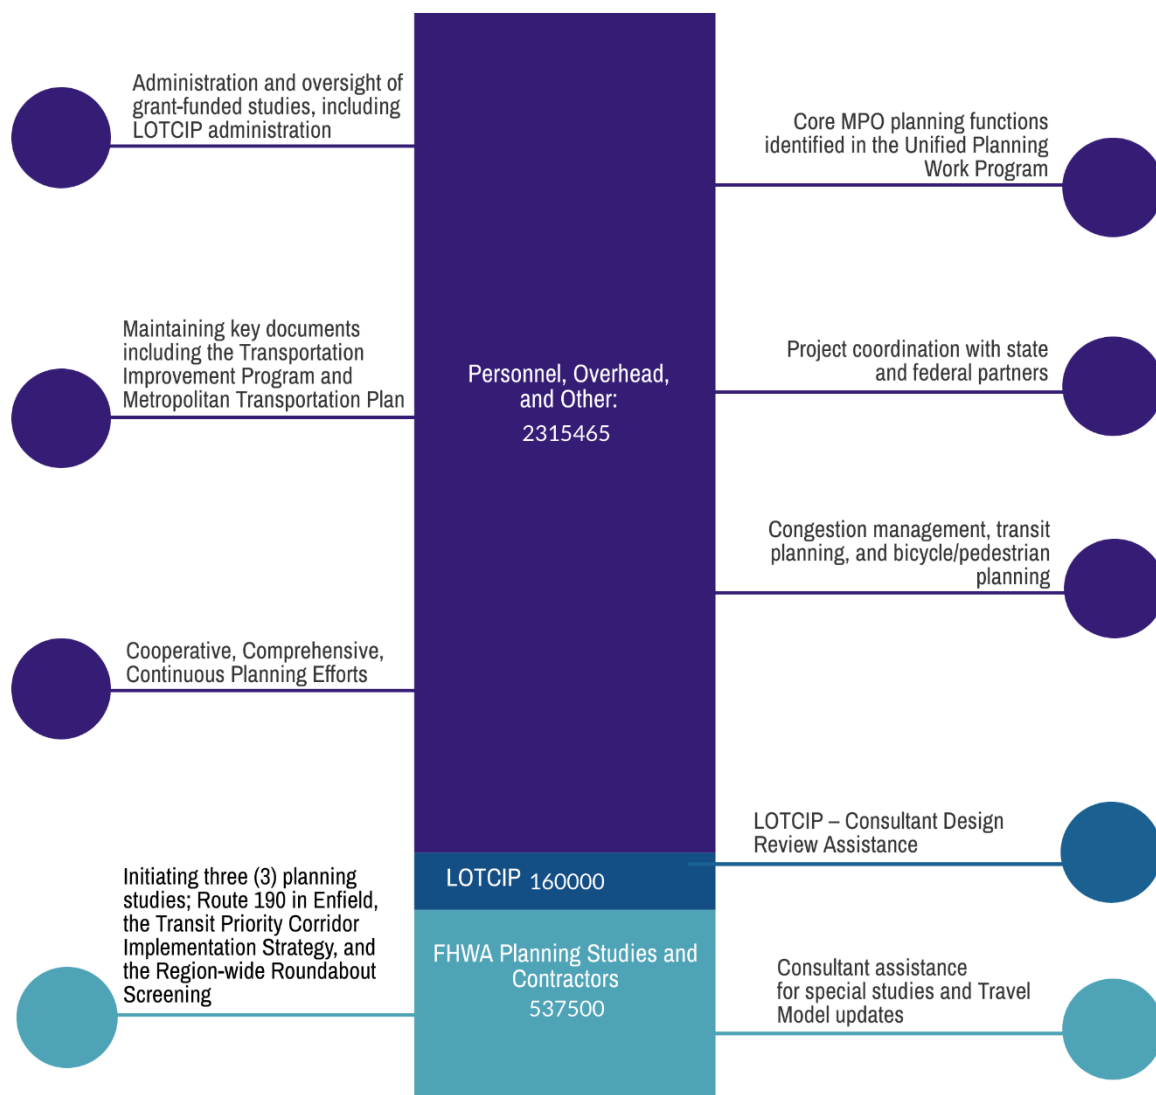 Administration and oversight of
grant-funded studies, including
LOTCIP administration
Core MPO planning functions
identified in the Unified Planning
Work Program
Maintaining key documents
including the Transportation
Improvement Program and
Metropolitan Transportation Plan
Personnel, Overhead,
and Other:
2315465
Project coordination with state
and federal partners
Congestion management, transit
planning, and bicycle/pedestrian
planning
Cooperative, Comprehensive,
Continuous Planning Efforts
LOTCIP – Consultant Design
Review Assistance
LOTCIP 160000
Initiating three (3) planning
studies; Route 190 in Enfield,
the Transit Priority Corridor
Implementation Strategy, and
the Region-wide Roundabout
Screening
FHWA Planning Studies and
Contractors
537500
Consultant assistance
for special studies and Travel
Model updates